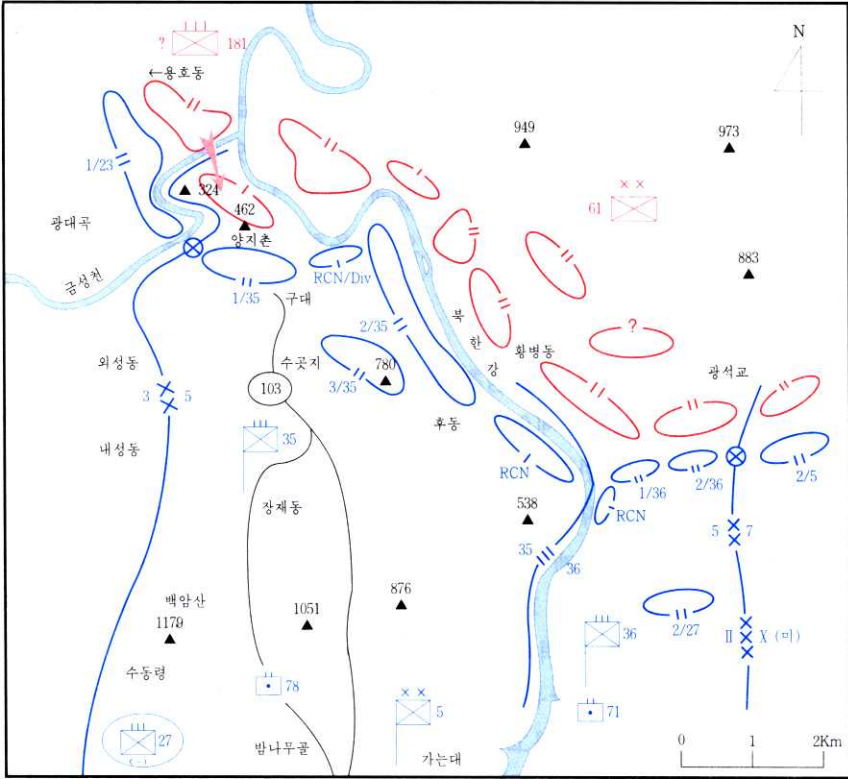 ? 181
N
←용호동
949
973
1/23
324
61
462
광대곡
양지촌
883
RCN/Div
금성천
1/35
구대
2/35
북한강
?
외성동
수곳지
황병동
780
광석교
3 5
103
3/35
35
후동
내성동
2/5
RCN
1/36
2/36
장재동
538
RCN
5 7
35
36
백암산
876
1179
1051
2/27
36
II X (미)
수동령
78
5
71
27
(-)
밤나무골
가는대
0 1 2Km